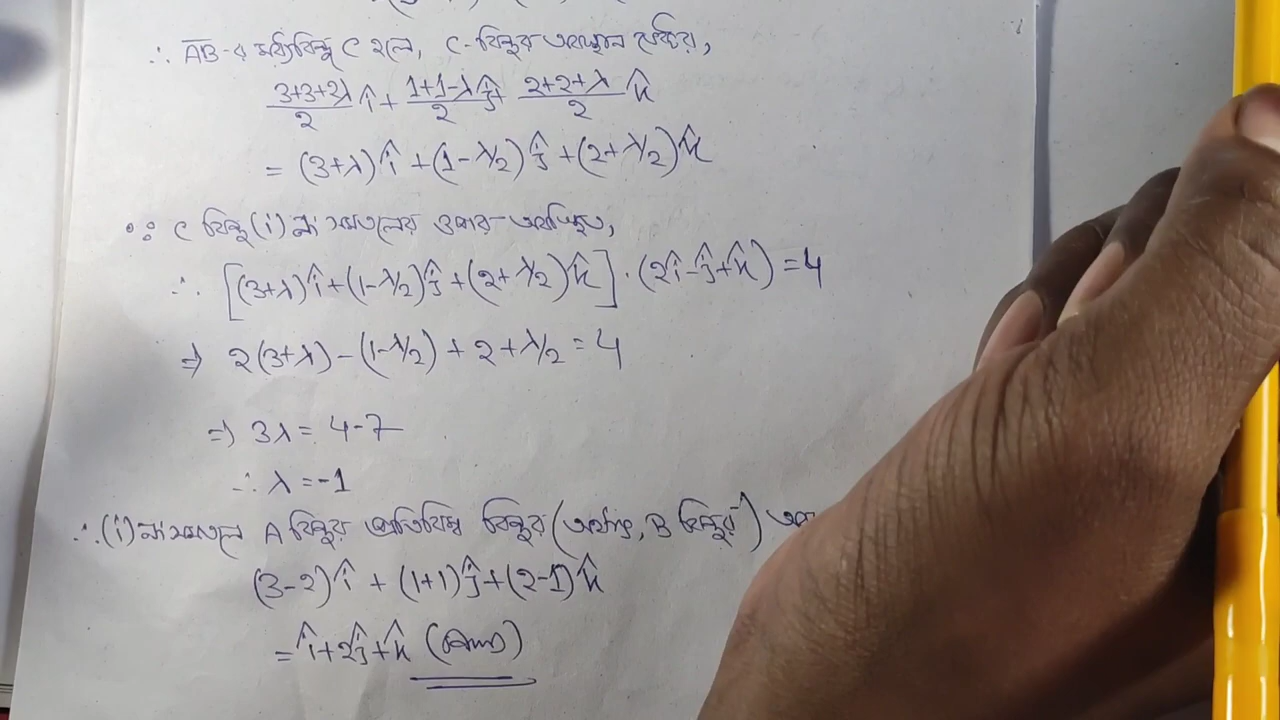 ∴ AB-র মধ্যবিন্দু C হলে, C-বিন্দুর অবস্থান ভেক্টর,
(3+3+2λ)/2 î + (1+1-λ)/2 ĵ + (2+2+λ)/2 k̂
= (3+λ)î + (1-λ/2)ĵ + (2+λ/2)k̂
∵ C বিন্দু (i) নং সমতলের ওপর অবস্থিত,
∴ [(3+λ)î + (1-λ/2)ĵ + (2+λ/2)k̂] · (2î-ĵ+k̂) = 4
⇒ 2(3+λ) - (1-λ/2) + 2 + λ/2 = 4
⇒ 3λ = 4-7
∴ λ = -1
∴ (i) নং সমতলে A বিন্দুর প্রতিবিম্ব বিন্দুর (অর্থাৎ, B বিন্দুর)
(3-2)î + (1+1)ĵ + (2-1)k̂
= î+2ĵ+k̂ (Ans)